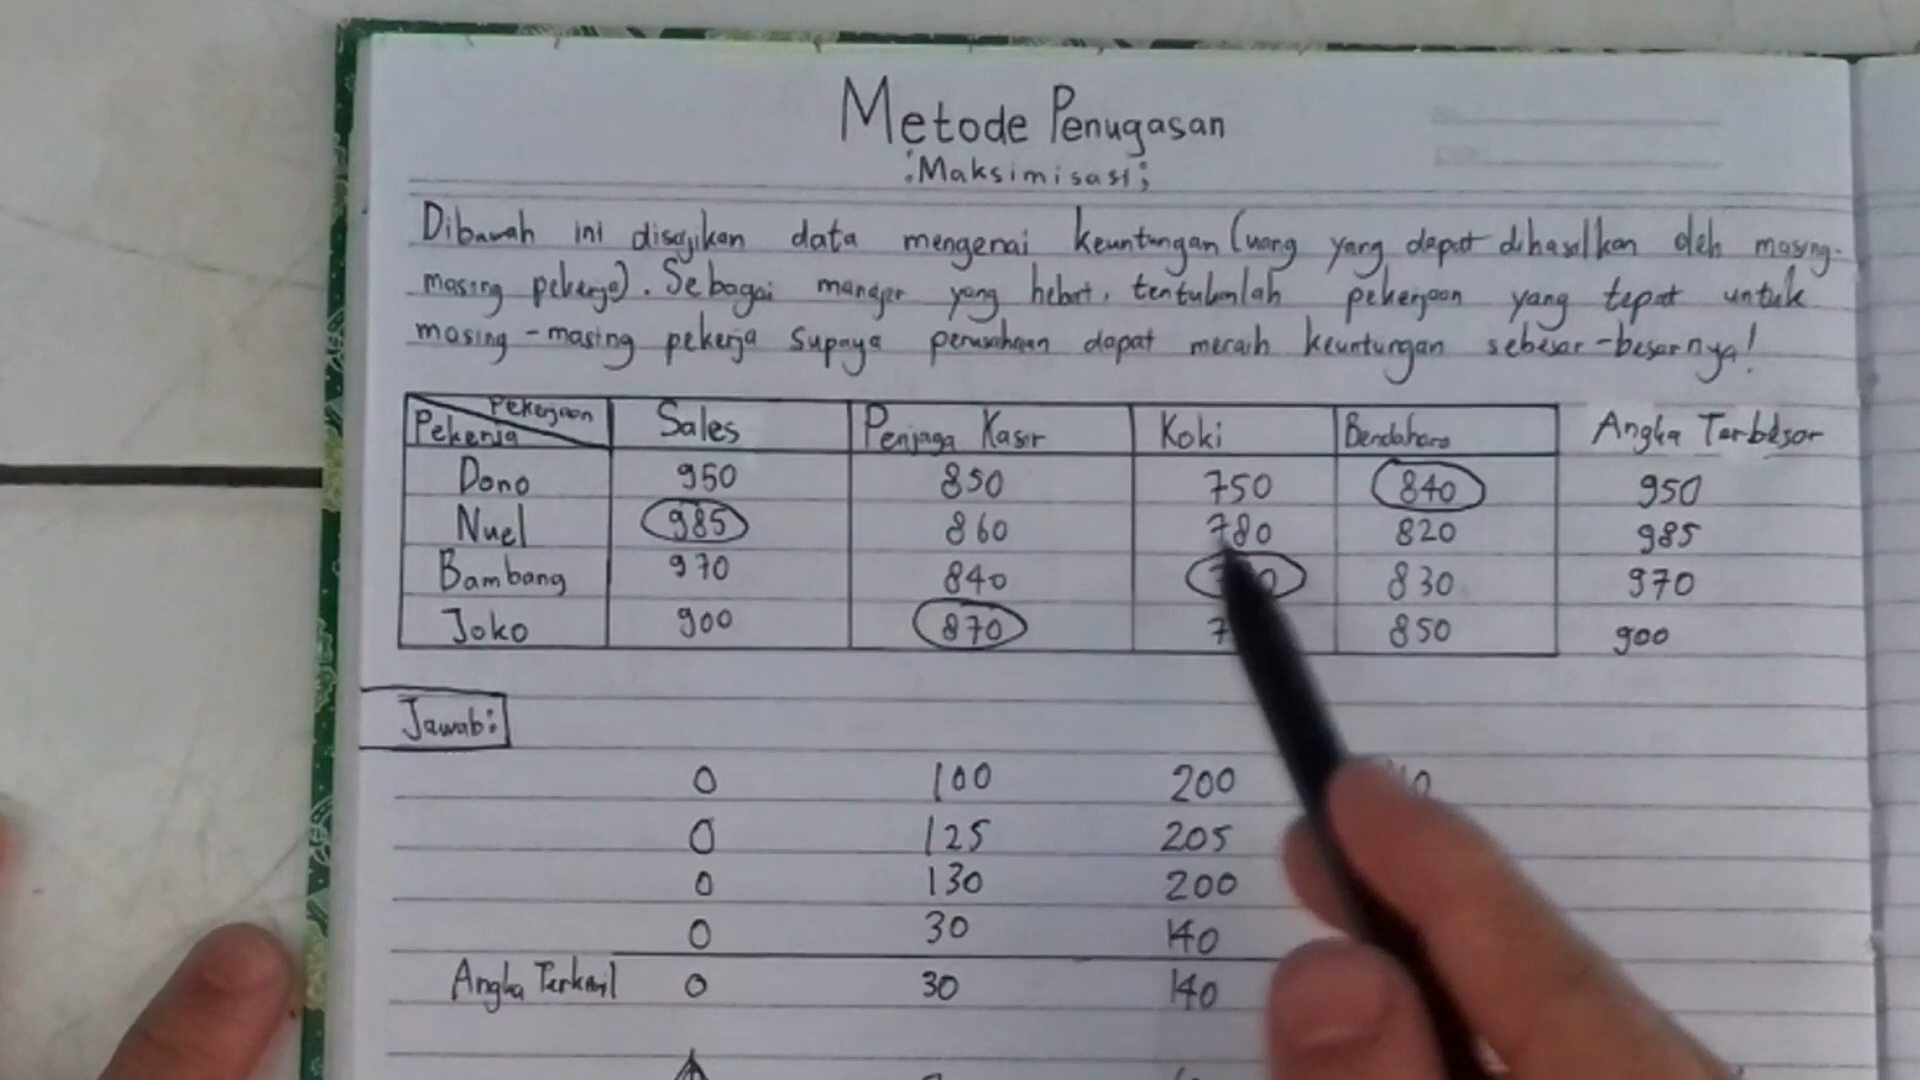 Metode Penugasan
:Maksimisasi;
Dibawah ini disajikan data mengenai keuntungan (uang yang dapat dihasilkan oleh masing-
masing pekerja). Sebagai manajer yang hebat, tentukanlah pekerjaan yang tepat untuk
masing-masing pekerja supaya perusahaan dapat meraih keuntungan sebesar-besarnya!
Pekerjaan
Pekerja Sales Penjaga Kasir Koki Bendahara Angka Terbesar
Dono 950 850 750 840 950
Nuel 985 860 780 820 985
Bambang 970 840 830 970
Joko 900 870 850 900
Jawab:
0 100 200
0 125 205
0 130 200
0 30 140
Angka Terkecil 0 30 140